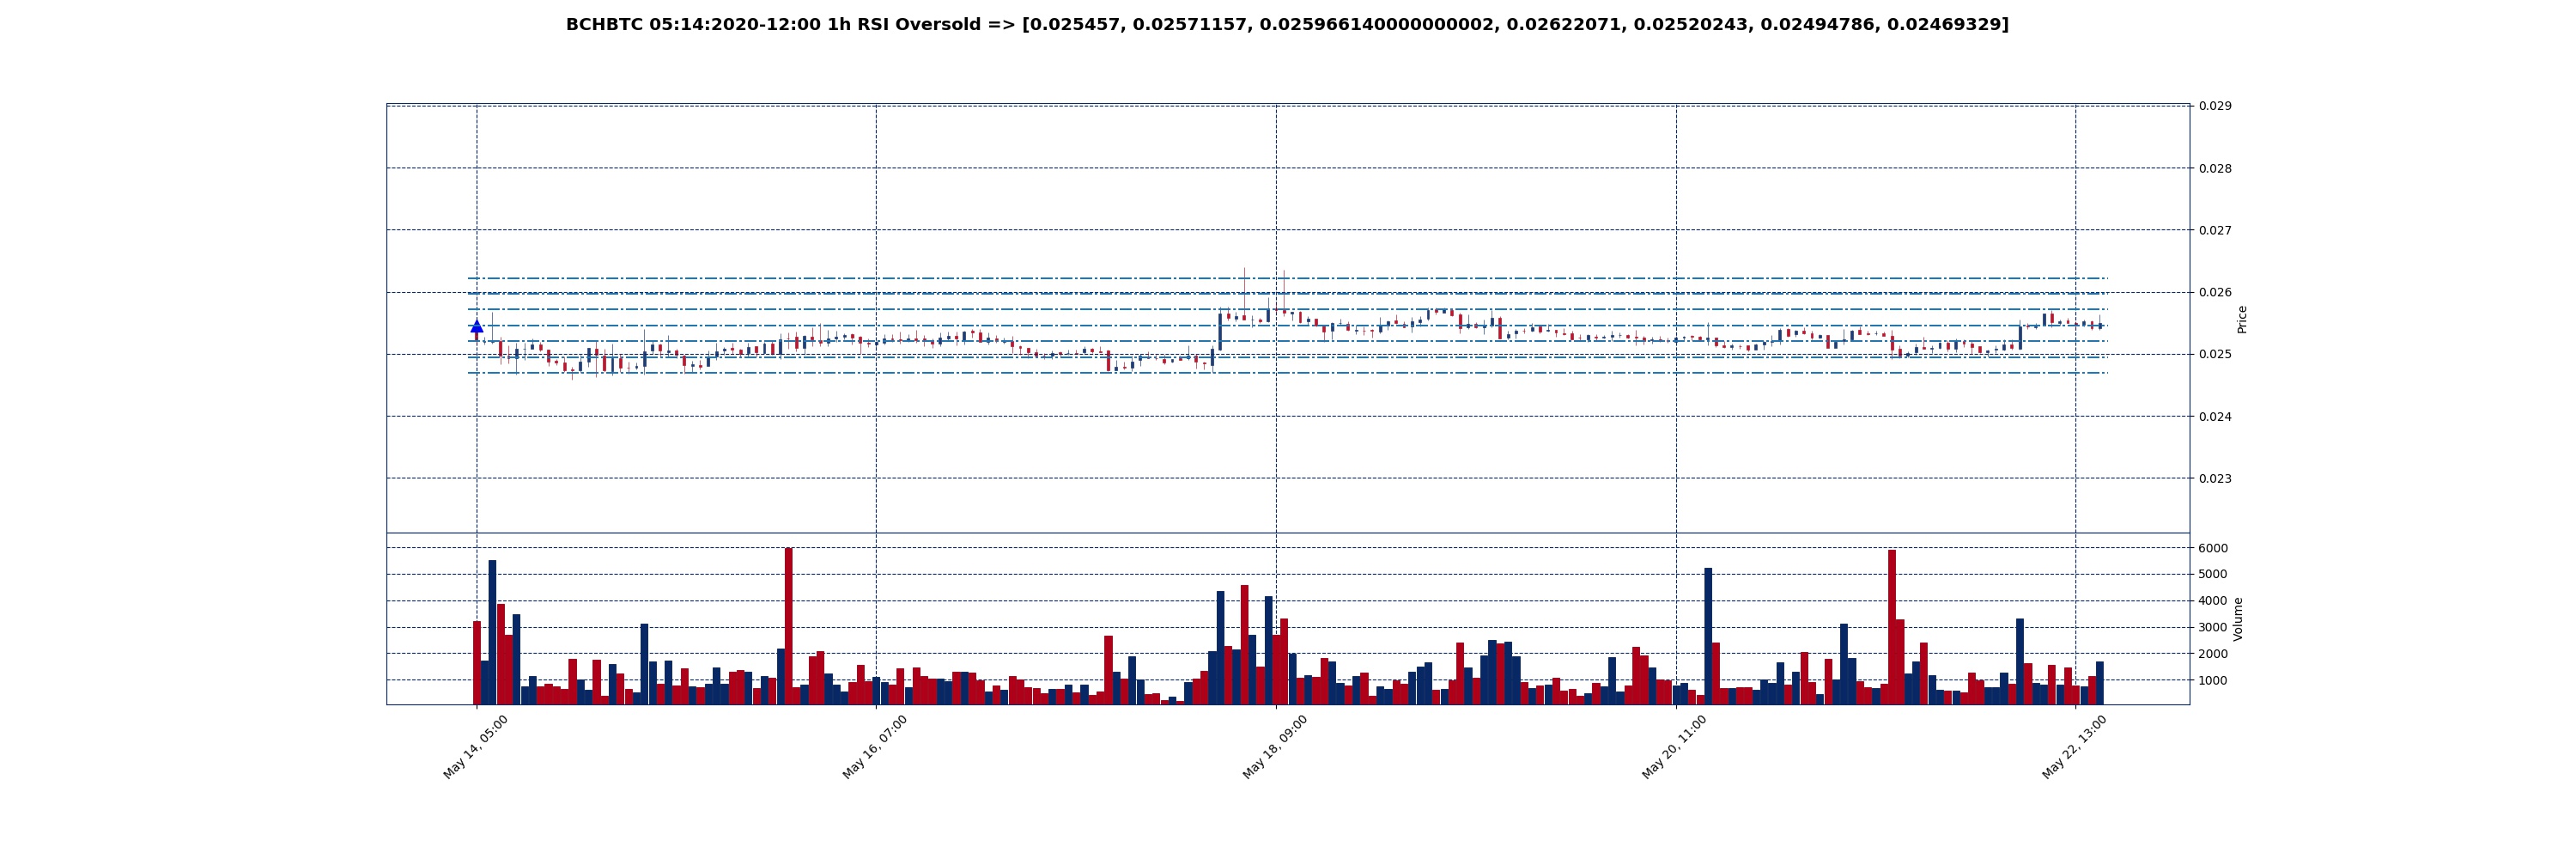 BCHBTC 05:14:2020-12:00 1h RSI Oversold => [0.025457, 0.02571157, 0.025966140000000002, 0.02622071, 0.02520243, 0.02494786, 0.02469329]
0.029
0.028
0.027
0.026
0.025
0.024
0.023
Price
6000
5000
4000
3000
2000
1000
Volume
May 14, 05:00
May 16, 07:00
May 18, 09:00
May 20, 11:00
May 22, 13:00